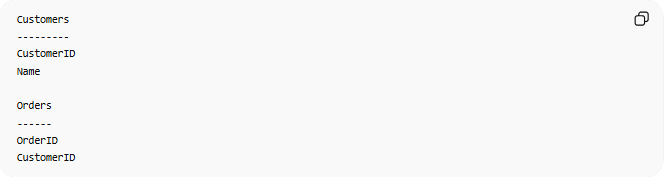 Customers
---------
CustomerID
Name

Orders
------
OrderID
CustomerID